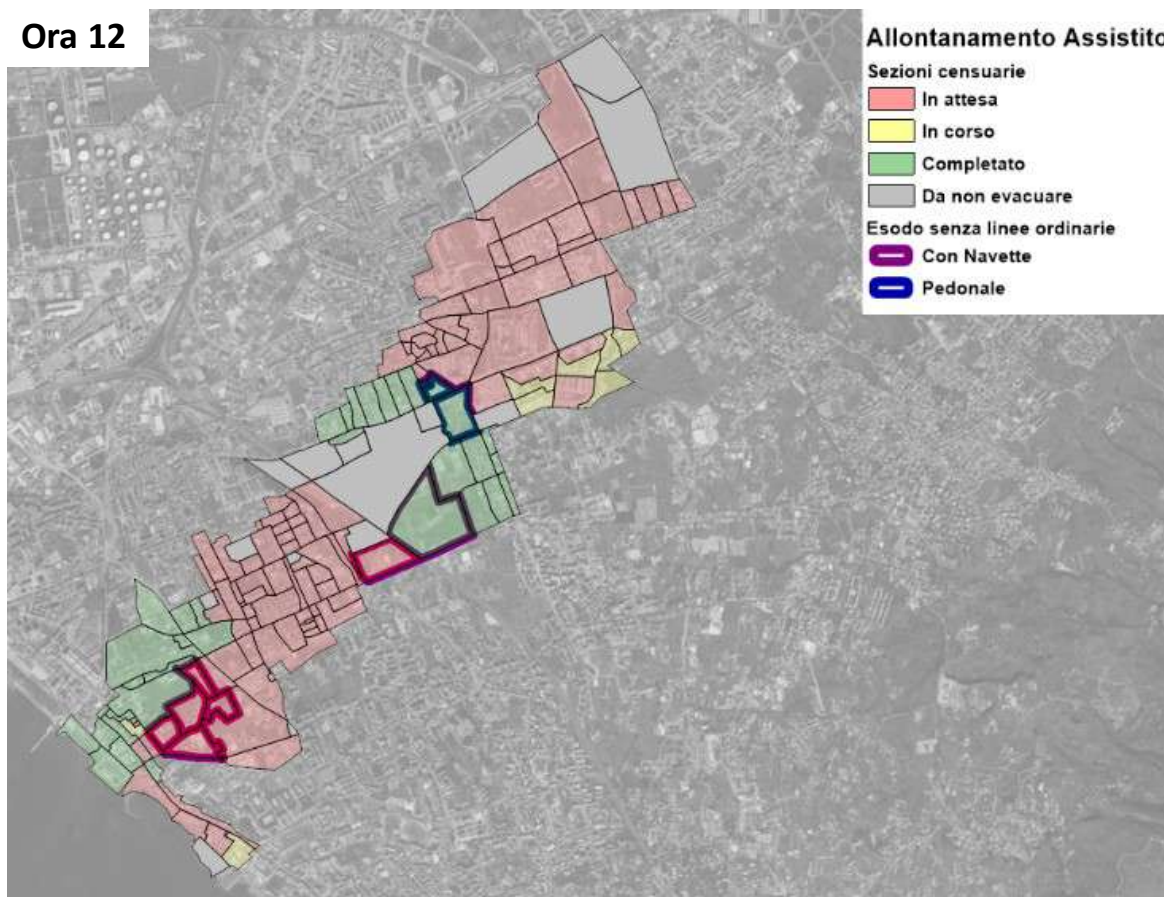 Ora 12
Allontanamento Assistito
Sezioni censuarie
In attesa
In corso
Completato
Da non evacuare
Esodo senza linee ordinarie
Con Navette
Pedonale